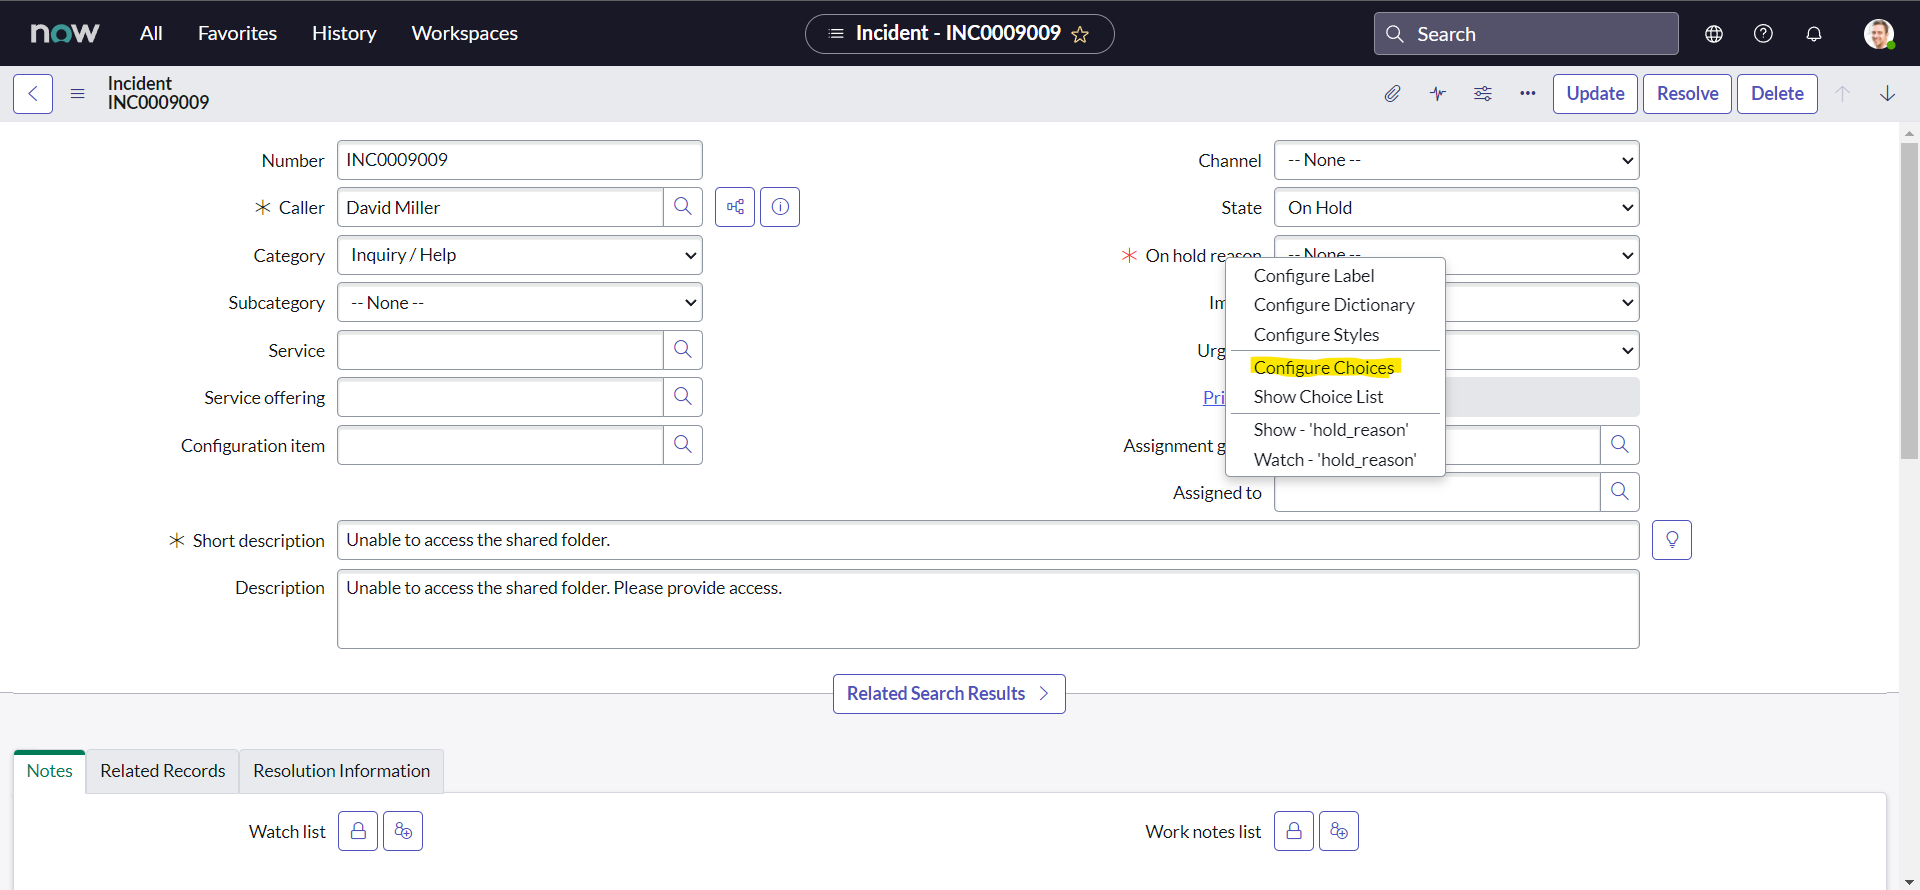 now All Favorites History Workspaces Incident - INC0009009 Search
Incident
INC0009009
Update Resolve Delete
Number INC0009009 Channel -- None --
Caller David Miller State On Hold
Category Inquiry / Help On hold reason -- None --
Configure Label
Subcategory -- None -- Im
Configure Dictionary
Configure Styles
Service Urg
Configure Choices
Service offering Pri
Show Choice List
Show - 'hold_reason'
Configuration item Assignment g
Watch - 'hold_reason'
Assigned to
Short description Unable to access the shared folder.
Description Unable to access the shared folder. Please provide access.
Related Search Results
Notes Related Records Resolution Information
Watch list Work notes list